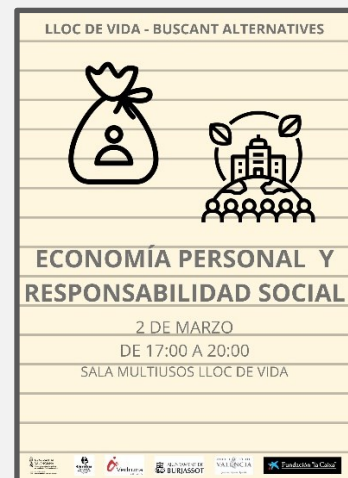 LLOC DE VIDA - BUSCANT ALTERNATIVES
ECONOMÍA PERSONAL Y
RESPONSABILIDAD SOCIAL
2 DE MARZO
DE 17:00 A 20:00
SALA MULTIUSOS LLOC DE VIDA
BURJASSOT
VALÈNCIA
Fundación "la Caixa"